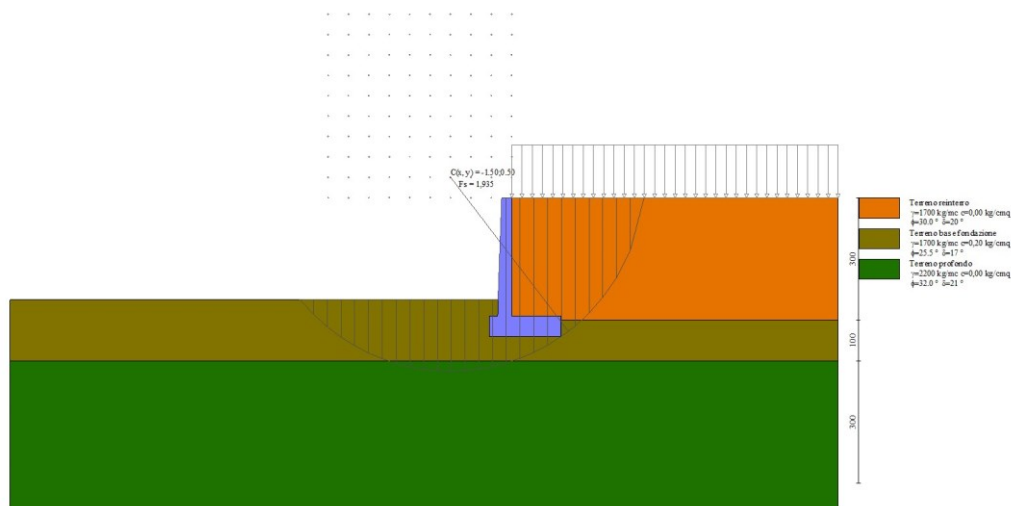 C(x, y) = -1,50;0,50
Fs = 1,935
Terreno reinterro
γ=1700 kg/mc c=0,00 kg/cmq
ϕ=30.0 ° δ=20 °
Terreno base fondazione
γ=1700 kg/mc c=0,20 kg/cmq
ϕ=25.5 ° δ=17 °
Terreno profondo
γ=2200 kg/mc c=0,00 kg/cmq
ϕ=32.0 ° δ=21 °
300
100
300